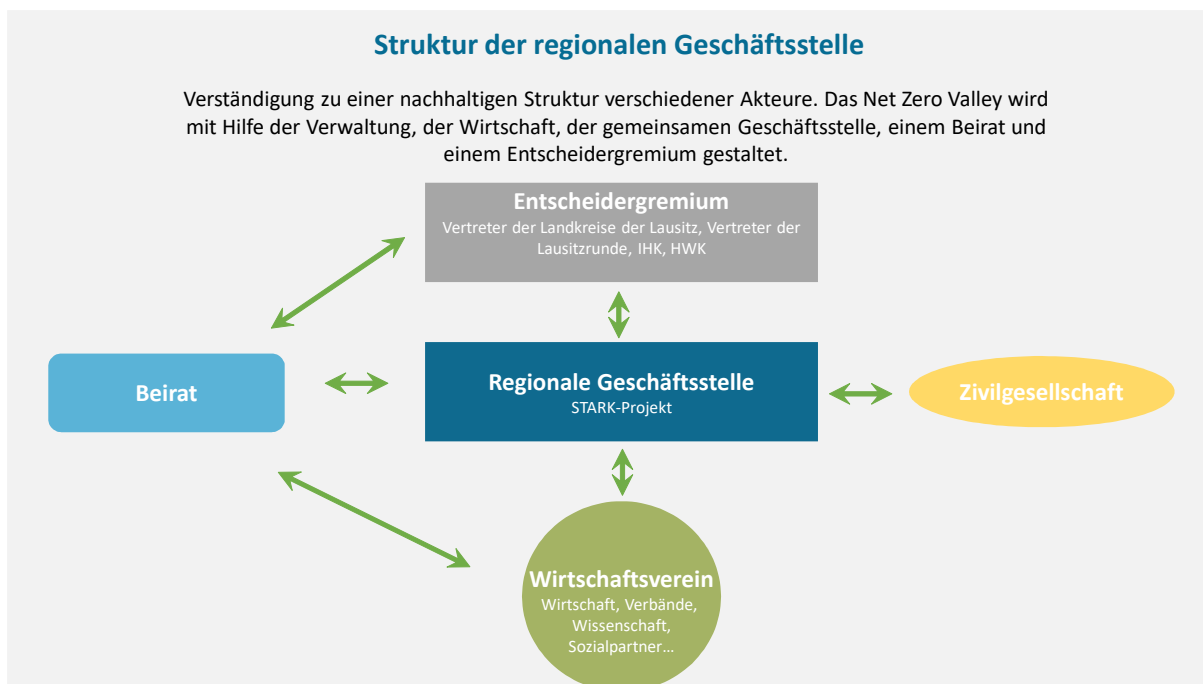 Struktur der regionalen Geschäftsstelle
Verständigung zu einer nachhaltigen Struktur verschiedener Akteure. Das Net Zero Valley wird
mit Hilfe der Verwaltung, der Wirtschaft, der gemeinsamen Geschäftsstelle, einem Beirat und
einem Entscheidergremium gestaltet.
Entscheidergremium
Vertreter der Landkreise der Lausitz, Vertreter der
Lausitzrunde, IHK, HWK
Beirat
Regionale Geschäftsstelle
STARK-Projekt
Zivilgesellschaft
Wirtschaftsverein
Wirtschaft, Verbände,
Wissenschaft,
Sozialpartner…